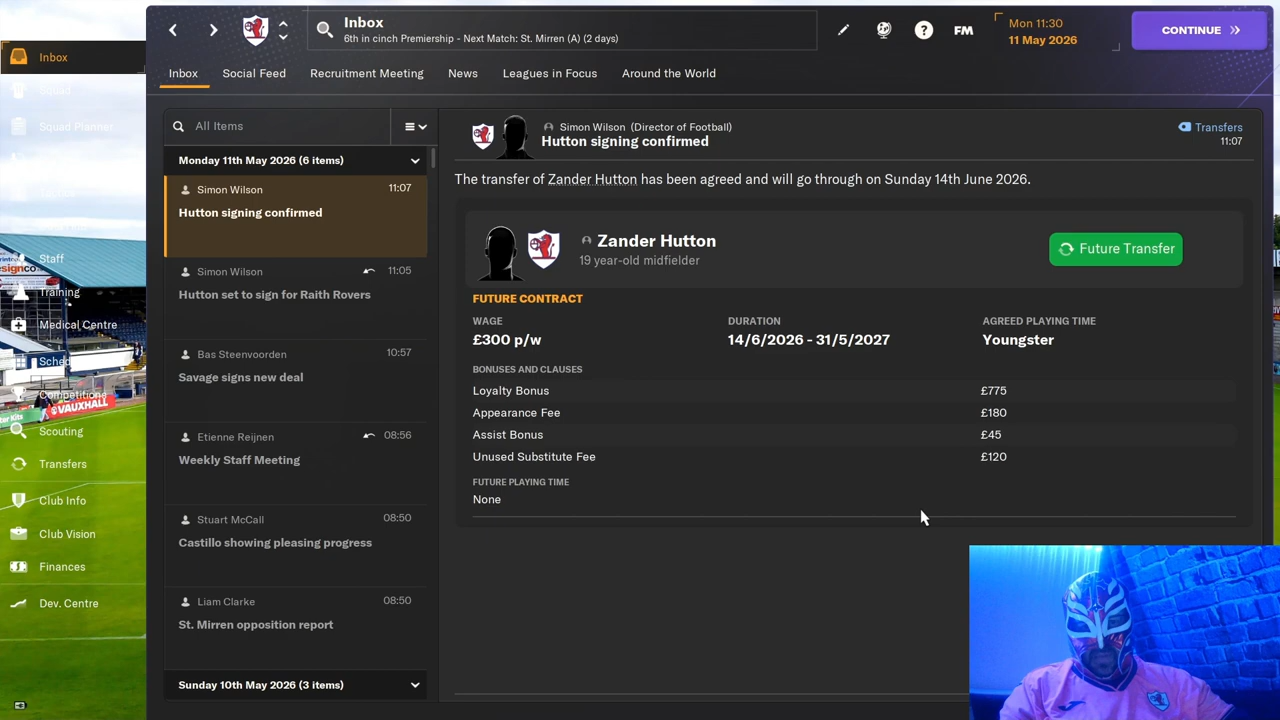 Inbox
6th in cinch Premiership - Next Match: St. Mirren (A) (2 days)
FM
Mon 11:30
11 May 2026
CONTINUE
Inbox
Social Feed
Recruitment Meeting
News
Leagues in Focus
Around the World
Inbox
Squad
Squad Planner
Staff
Training
Medical Centre
Sched
Competitions
Scouting
Transfers
Club Info
Club Vision
Finances
Dev. Centre
VAUXHALL
All Items
Monday 11th May 2026 (6 items)
Simon Wilson 11:07
Hutton signing confirmed
Simon Wilson 11:05
Hutton set to sign for Raith Rovers
Bas Steenvoorden 10:57
Savage signs new deal
Etienne Reijnen 08:56
Weekly Staff Meeting
Stuart McCall 08:50
Castillo showing pleasing progress
Liam Clarke 08:50
St. Mirren opposition report
Sunday 10th May 2026 (3 items)
Simon Wilson (Director of Football)
Hutton signing confirmed
Transfers
11:07
The transfer of Zander Hutton has been agreed and will go through on Sunday 14th June 2026.
Zander Hutton
19 year-old midfielder
Future Transfer
FUTURE CONTRACT
WAGE DURATION AGREED PLAYING TIME
£300 p/w 14/6/2026 - 31/5/2027 Youngster
BONUSES AND CLAUSES
Loyalty Bonus £775
Appearance Fee £180
Assist Bonus £45
Unused Substitute Fee £120
FUTURE PLAYING TIME
None